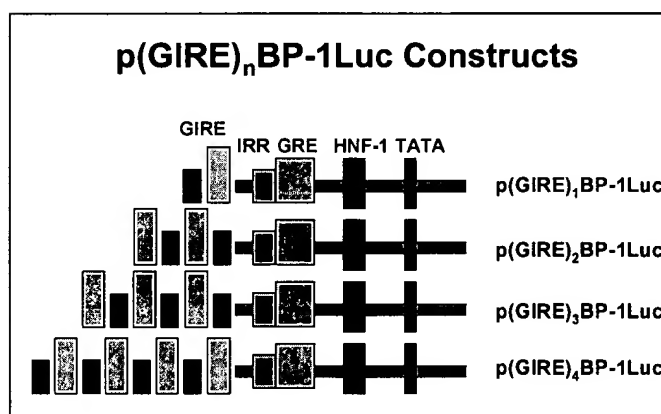 p(GIRE)nBP-1Luc Constructs
GIRE
IRR GRE HNF-1 TATA
p(GIRE)1BP-1Luc
p(GIRE)2BP-1Luc
p(GIRE)3BP-1Luc
p(GIRE)4BP-1Luc